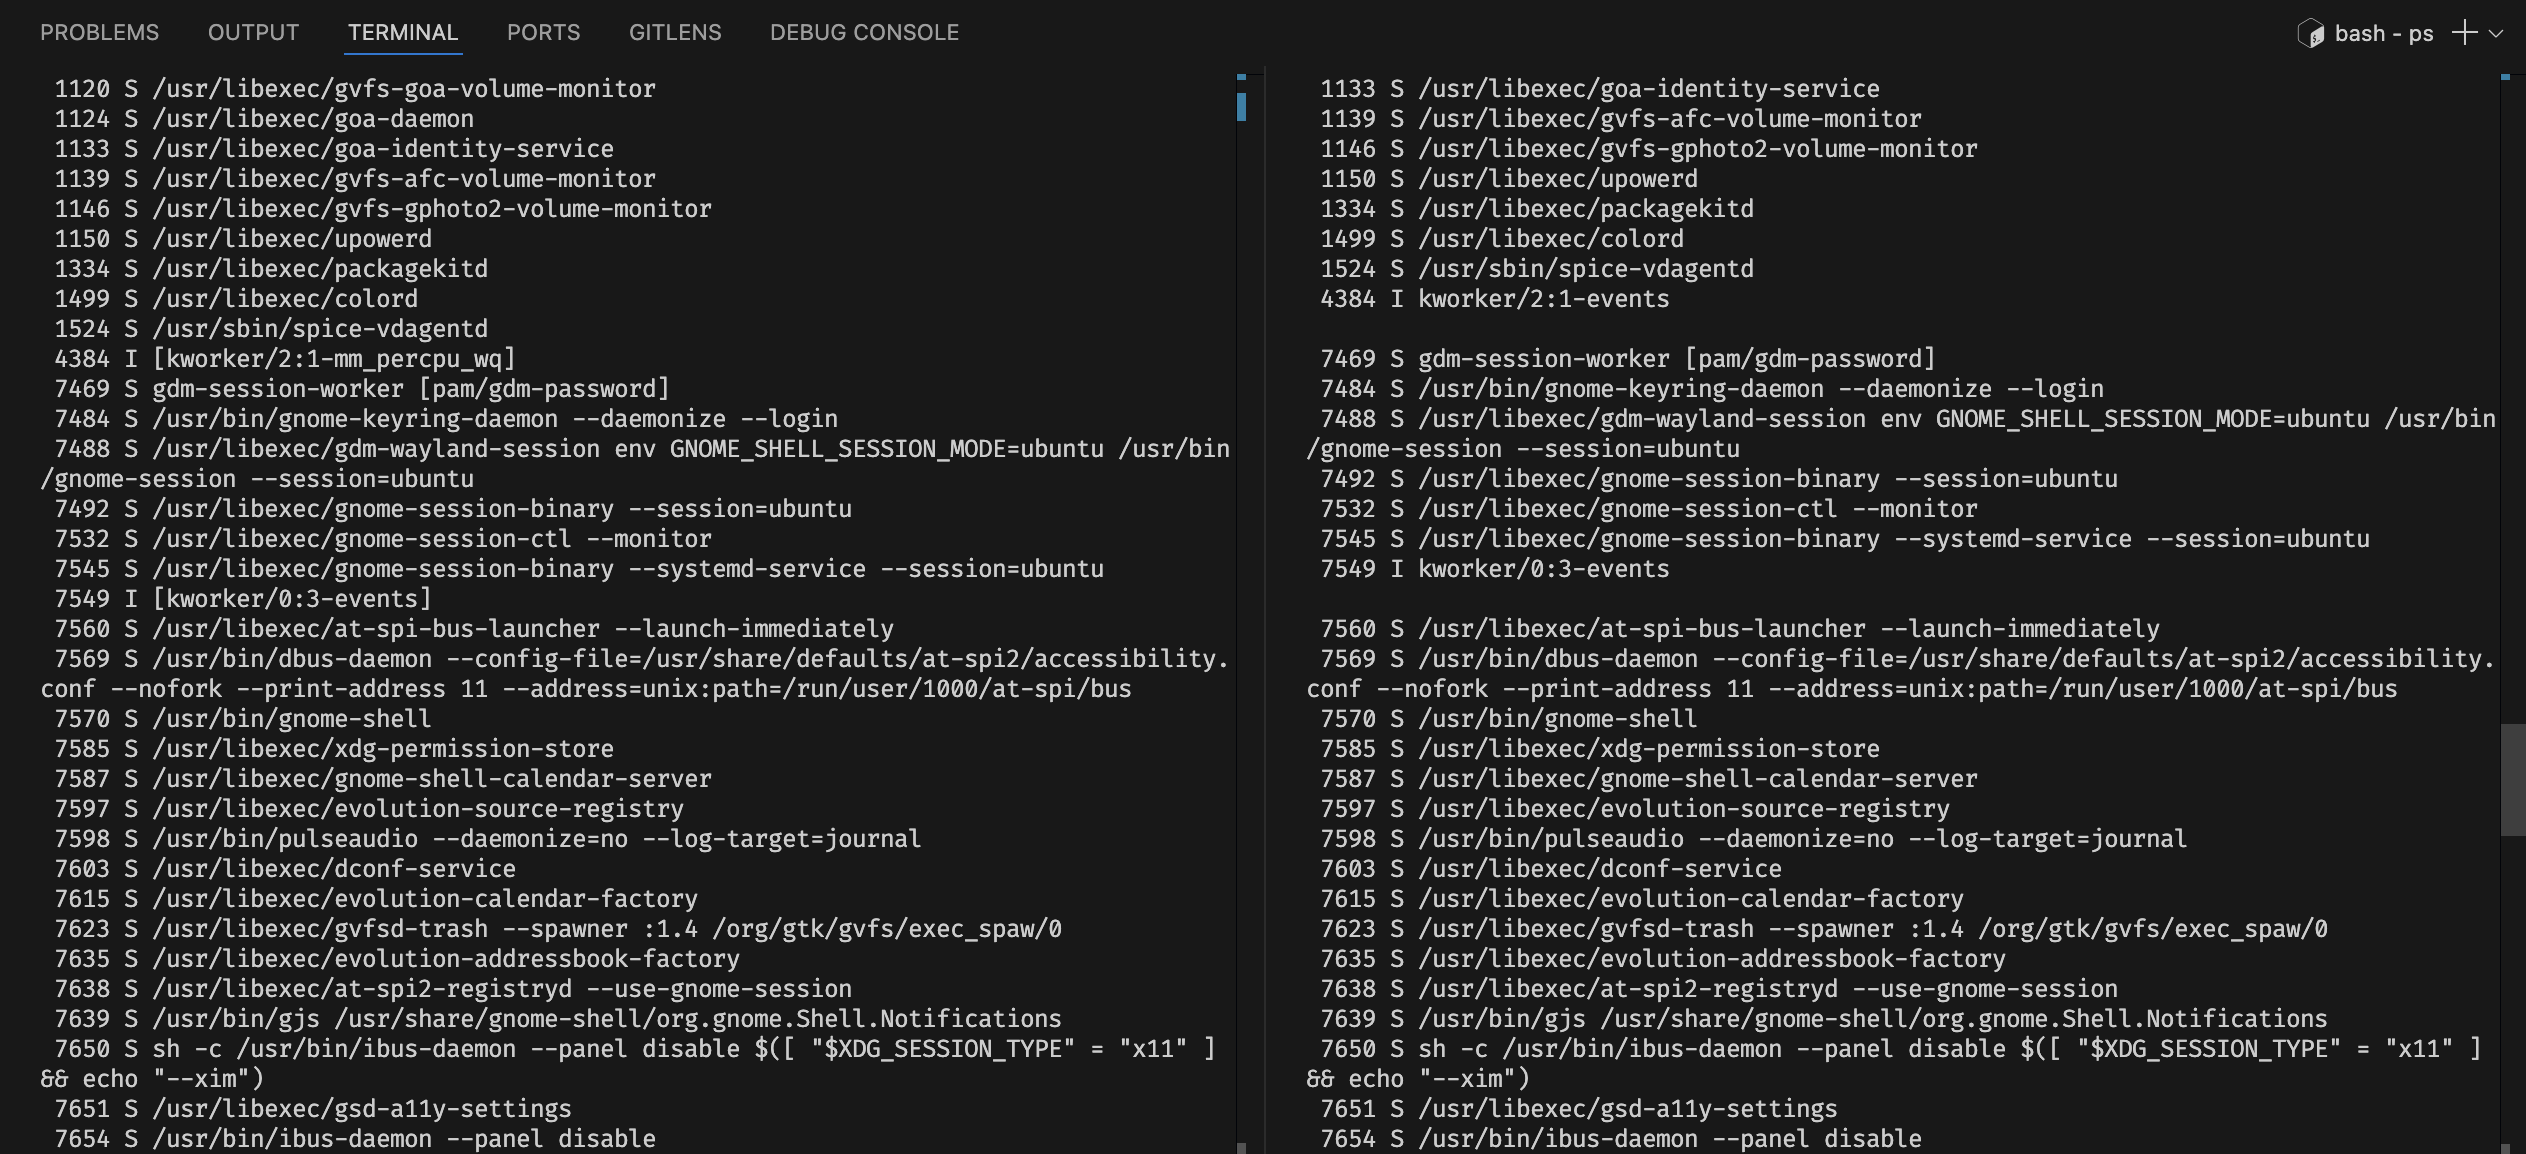 PROBLEMS OUTPUT TERMINAL PORTS GITLENS DEBUG CONSOLE bash - ps
1120 S /usr/libexec/gvfs-goa-volume-monitor
1124 S /usr/libexec/goa-daemon
1133 S /usr/libexec/goa-identity-service
1139 S /usr/libexec/gvfs-afc-volume-monitor
1146 S /usr/libexec/gvfs-gphoto2-volume-monitor
1150 S /usr/libexec/upowerd
1334 S /usr/libexec/packagekitd
1499 S /usr/libexec/colord
1524 S /usr/sbin/spice-vdagentd
4384 I [kworker/2:1-mm_percpu_wq]
7469 S gdm-session-worker [pam/gdm-password]
7484 S /usr/bin/gnome-keyring-daemon --daemonize --login
7488 S /usr/libexec/gdm-wayland-session env GNOME_SHELL_SESSION_MODE=ubuntu /usr/bin
/gnome-session --session=ubuntu
7492 S /usr/libexec/gnome-session-binary --session=ubuntu
7532 S /usr/libexec/gnome-session-ctl --monitor
7545 S /usr/libexec/gnome-session-binary --systemd-service --session=ubuntu
7549 I [kworker/0:3-events]
7560 S /usr/libexec/at-spi-bus-launcher --launch-immediately
7569 S /usr/bin/dbus-daemon --config-file=/usr/share/defaults/at-spi2/accessibility.
conf --nofork --print-address 11 --address=unix:path=/run/user/1000/at-spi/bus
7570 S /usr/bin/gnome-shell
7585 S /usr/libexec/xdg-permission-store
7587 S /usr/libexec/gnome-shell-calendar-server
7597 S /usr/libexec/evolution-source-registry
7598 S /usr/bin/pulseaudio --daemonize=no --log-target=journal
7603 S /usr/libexec/dconf-service
7615 S /usr/libexec/evolution-calendar-factory
7623 S /usr/libexec/gvfsd-trash --spawner :1.4 /org/gtk/gvfs/exec_spaw/0
7635 S /usr/libexec/evolution-addressbook-factory
7638 S /usr/libexec/at-spi2-registryd --use-gnome-session
7639 S /usr/bin/gjs /usr/share/gnome-shell/org.gnome.Shell.Notifications
7650 S sh -c /usr/bin/ibus-daemon --panel disable $([ "$XDG_SESSION_TYPE" = "x11" ]
&& echo "--xim")
7651 S /usr/libexec/gsd-a11y-settings
7654 S /usr/bin/ibus-daemon --panel disable
1133 S /usr/libexec/goa-identity-service
1139 S /usr/libexec/gvfs-afc-volume-monitor
1146 S /usr/libexec/gvfs-gphoto2-volume-monitor
1150 S /usr/libexec/upowerd
1334 S /usr/libexec/packagekitd
1499 S /usr/libexec/colord
1524 S /usr/sbin/spice-vdagentd
4384 I kworker/2:1-events
7469 S gdm-session-worker [pam/gdm-password]
7484 S /usr/bin/gnome-keyring-daemon --daemonize --login
7488 S /usr/libexec/gdm-wayland-session env GNOME_SHELL_SESSION_MODE=ubuntu /usr/bin
/gnome-session --session=ubuntu
7492 S /usr/libexec/gnome-session-binary --session=ubuntu
7532 S /usr/libexec/gnome-session-ctl --monitor
7545 S /usr/libexec/gnome-session-binary --systemd-service --session=ubuntu
7549 I kworker/0:3-events
7560 S /usr/libexec/at-spi-bus-launcher --launch-immediately
7569 S /usr/bin/dbus-daemon --config-file=/usr/share/defaults/at-spi2/accessibility.
conf --nofork --print-address 11 --address=unix:path=/run/user/1000/at-spi/bus
7570 S /usr/bin/gnome-shell
7585 S /usr/libexec/xdg-permission-store
7587 S /usr/libexec/gnome-shell-calendar-server
7597 S /usr/libexec/evolution-source-registry
7598 S /usr/bin/pulseaudio --daemonize=no --log-target=journal
7603 S /usr/libexec/dconf-service
7615 S /usr/libexec/evolution-calendar-factory
7623 S /usr/libexec/gvfsd-trash --spawner :1.4 /org/gtk/gvfs/exec_spaw/0
7635 S /usr/libexec/evolution-addressbook-factory
7638 S /usr/libexec/at-spi2-registryd --use-gnome-session
7639 S /usr/bin/gjs /usr/share/gnome-shell/org.gnome.Shell.Notifications
7650 S sh -c /usr/bin/ibus-daemon --panel disable $([ "$XDG_SESSION_TYPE" = "x11" ]
&& echo "--xim")
7651 S /usr/libexec/gsd-a11y-settings
7654 S /usr/bin/ibus-daemon --panel disable